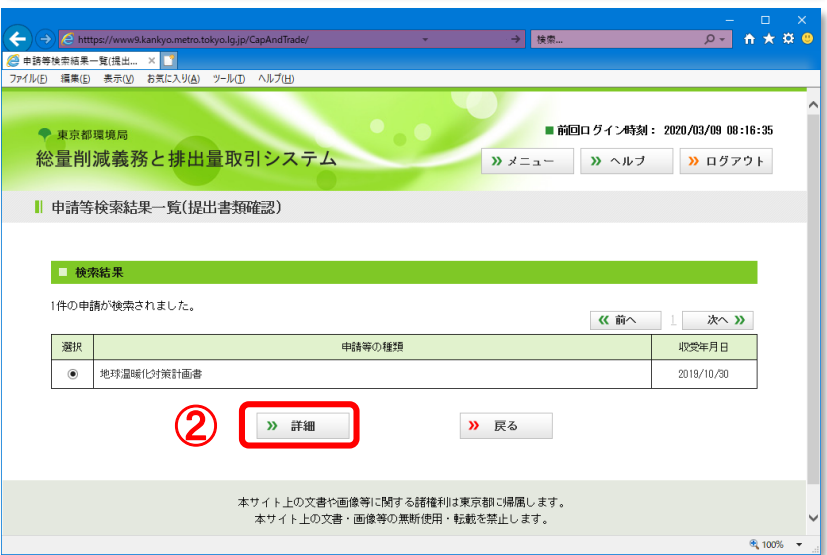 htttps://www9.kankyo.metro.tokyo.lg.jp/CapAndTrade/
検索...
申請等検索結果一覧(提出...
ファイル(F) 編集(E) 表示(V) お気に入り(A) ツール(T) ヘルプ(H)
東京都環境局
総量削減義務と排出量取引システム
前回ログイン時刻： 2020/03/09 08:16:35
メニュー ヘルプ ログアウト
申請等検索結果一覧(提出書類確認)
検索結果
1件の申請が検索されました。
前へ 1 次へ
選択 申請等の種類 収受年月日
地球温暖化対策計画書 2019/10/30
② 詳細 戻る
本サイト上の文書や画像等に関する諸権利は東京都に帰属します。
本サイト上の文書・画像等の無断使用・転載を禁止します。
100%